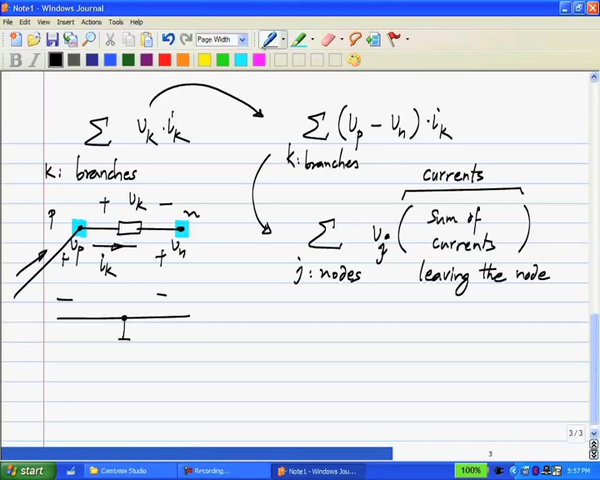 Note1 - Windows Journal
File Edit View Insert Actions Tools Help
Page Width
B I
∑ v_k · i_k
k: branches
∑ (v_p − v_n) · i_k
k: branches
currents
∑ v_j (Sum of currents leaving the node)
j: nodes
+ v_k −
p n
v_p v_n
+ i_k +
− −
3/3
3
start
Camtasia Studio
Recording...
Note1 - Windows Jour...
100%
5:57 PM